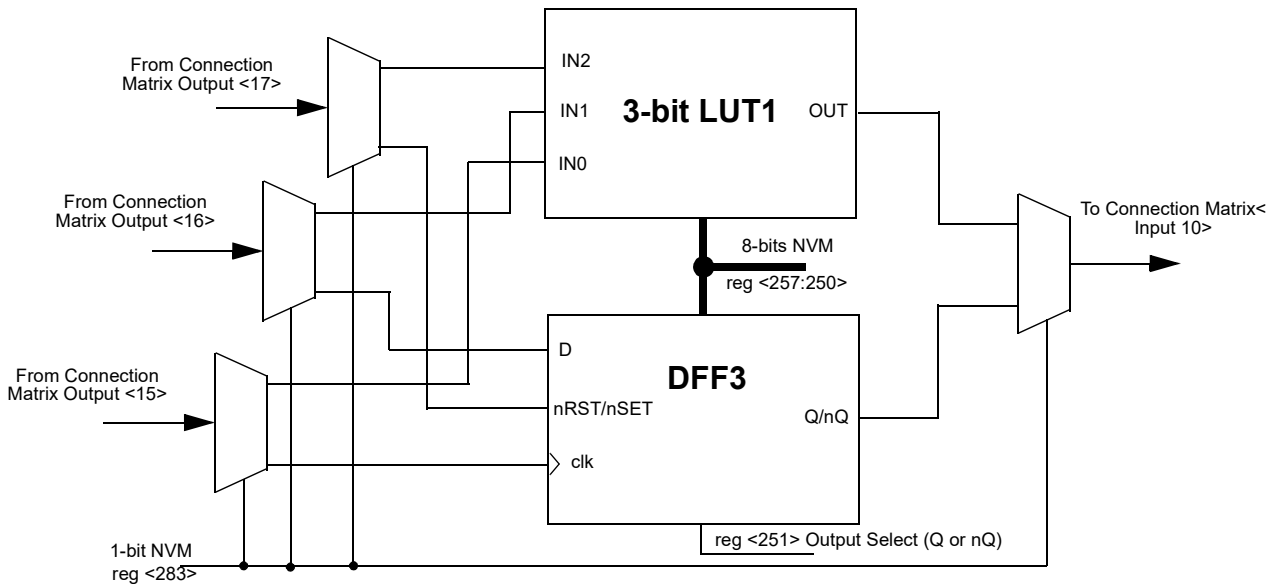 From Connection
Matrix Output <17>
IN2
IN1
IN0
3-bit LUT1
OUT
From Connection
Matrix Output <16>
To Connection Matrix<
Input 10>
8-bits NVM
reg <257:250>
From Connection
Matrix Output <15>
D
nRST/nSET
clk
DFF3
Q/nQ
reg <251> Output Select (Q or nQ)
1-bit NVM
reg <283>